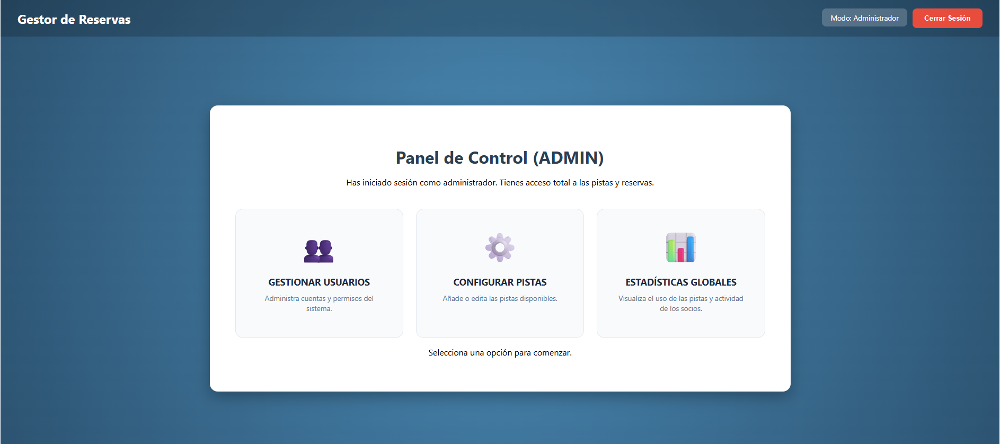 Gestor de Reservas
Modo: Administrador
Cerrar Sesión
Panel de Control (ADMIN)
Has iniciado sesión como administrador. Tienes acceso total a las pistas y reservas.
GESTIONAR USUARIOS
Administra cuentas y permisos del
sistema.
CONFIGURAR PISTAS
Añade o edita las pistas disponibles.
ESTADÍSTICAS GLOBALES
Visualiza el uso de las pistas y actividad
de los socios.
Selecciona una opción para comenzar.